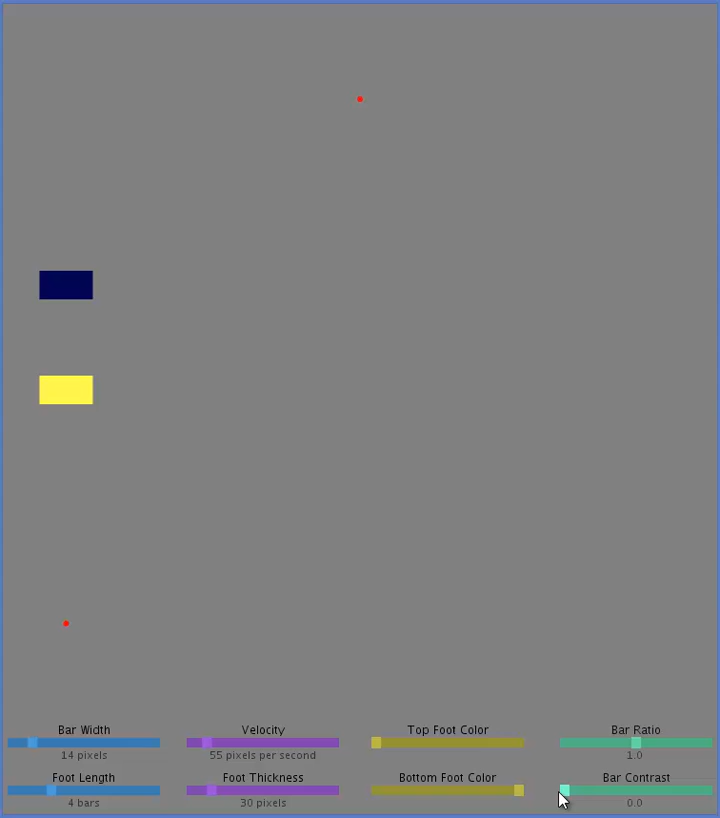 Bar Width Velocity Top Foot Color Bar Ratio
14 pixels 55 pixels per second 1.0
Foot Length Foot Thickness Bottom Foot Color Bar Contrast
4 bars 30 pixels 0.0